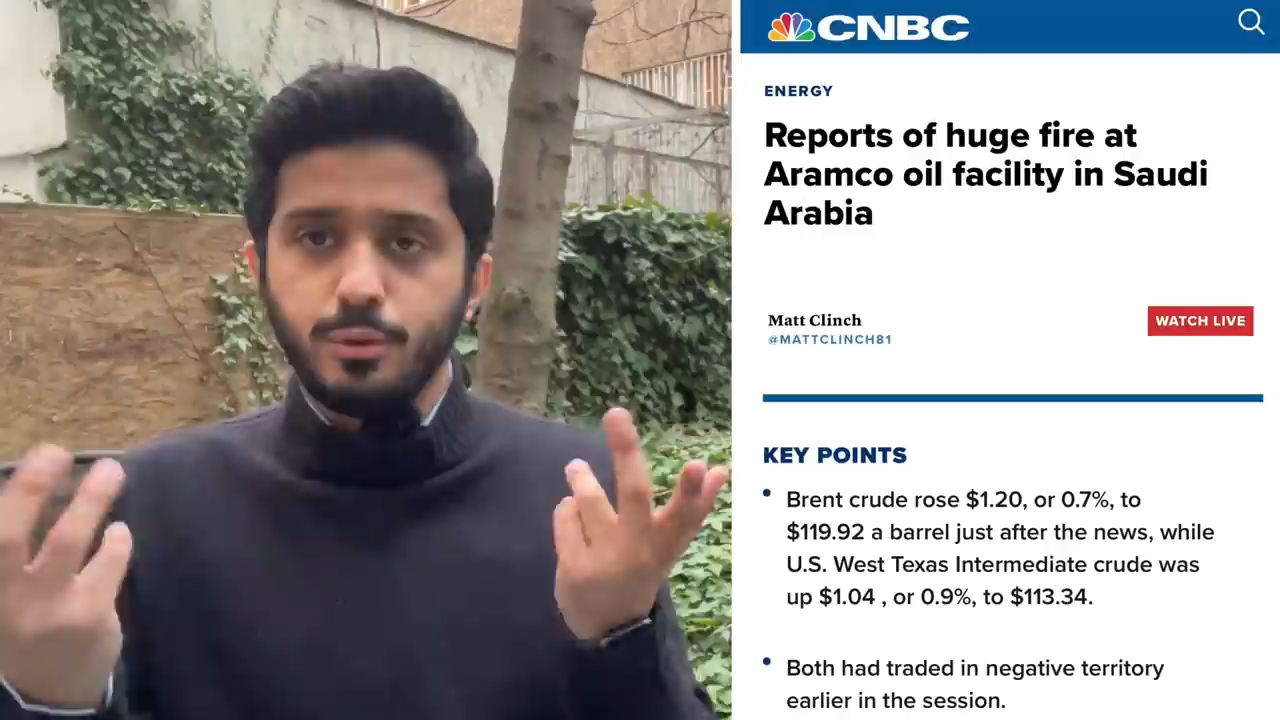 CNBC
ENERGY
Reports of huge fire at
Aramco oil facility in Saudi
Arabia
Matt Clinch
@MATTCLINCH81
WATCH LIVE
KEY POINTS
• Brent crude rose $1.20, or 0.7%, to
$119.92 a barrel just after the news, while
U.S. West Texas Intermediate crude was
up $1.04 , or 0.9%, to $113.34.
• Both had traded in negative territory
earlier in the session.